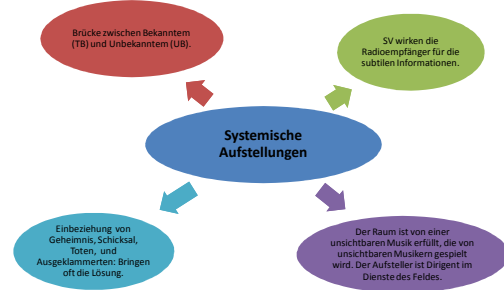 Brücke zwischen Bekanntem
(TB) und Unbekanntem (UB).
SV wirken die
Radioempfänger für die
subtilen Informationen.
Systemische
Aufstellungen
Einbeziehung von
Geheimnis, Schicksal,
Toten, und
Ausgeklammerten: Bringen
oft die Lösung.
Der Raum ist von einer
unsichtbaren Musik erfüllt, die von
unsichtbaren Musikern gespielt
wird. Der Aufsteller ist Dirigent im
Dienste des Feldes.